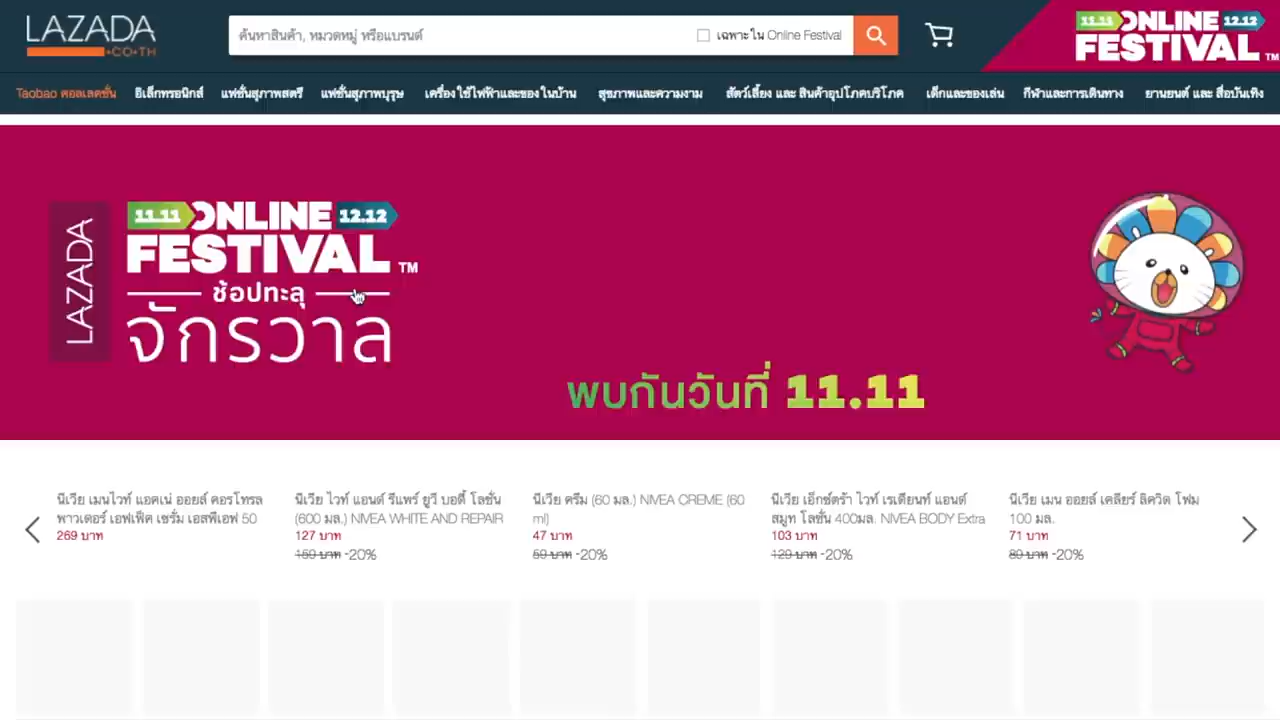 LAZADA
•CO•TH
ค้นหาสินค้า, หมวดหมู่ หรือแบรนด์
เฉพาะใน Online Festival
11.11 ONLINE 12.12
FESTIVAL TM
Taobao คอลเลคชั่น อิเล็กทรอนิกส์ แฟชั่นสุภาพสตรี แฟชั่นสุภาพบุรุษ เครื่องใช้ไฟฟ้าและของในบ้าน สุขภาพและความงาม สัตว์เลี้ยง และ สินค้าอุปโภคบริโภค เด็กและของเล่น กีฬาและการเดินทาง ยานยนต์ และ สื่อบันเทิง
LAZADA
11.11 ONLINE 12.12
FESTIVAL TM
ช้อปทะลุ
จักรวาล
พบกันวันที่ 11.11
นีเวีย เมนไวท์ แอคเน่ ออยล์ คอรโทรล
พาวเดอร์ เอฟเฟ็ค เซรั่ม เอสพีเอฟ 50
269 บาท
นีเวีย ไวท์ แอนด์ รีแพร์ ยูวี บอดี้ โลชั่น
(600 มล.) NIVEA WHITE AND REPAIR
127 บาท
159 บาท -20%
นีเวีย ครีม (60 มล.) NIVEA CREME (60
ml)
47 บาท
59 บาท -20%
นีเวีย เอ็กซ์ตร้า ไวท์ เรเดียนท์ แอนด์
สมูท โลชั่น 400มล. NIVEA BODY Extra
103 บาท
129 บาท -20%
นีเวีย เมน ออยล์ เคลียร์ ลิควิด โฟม
100 มล.
71 บาท
89 บาท -20%